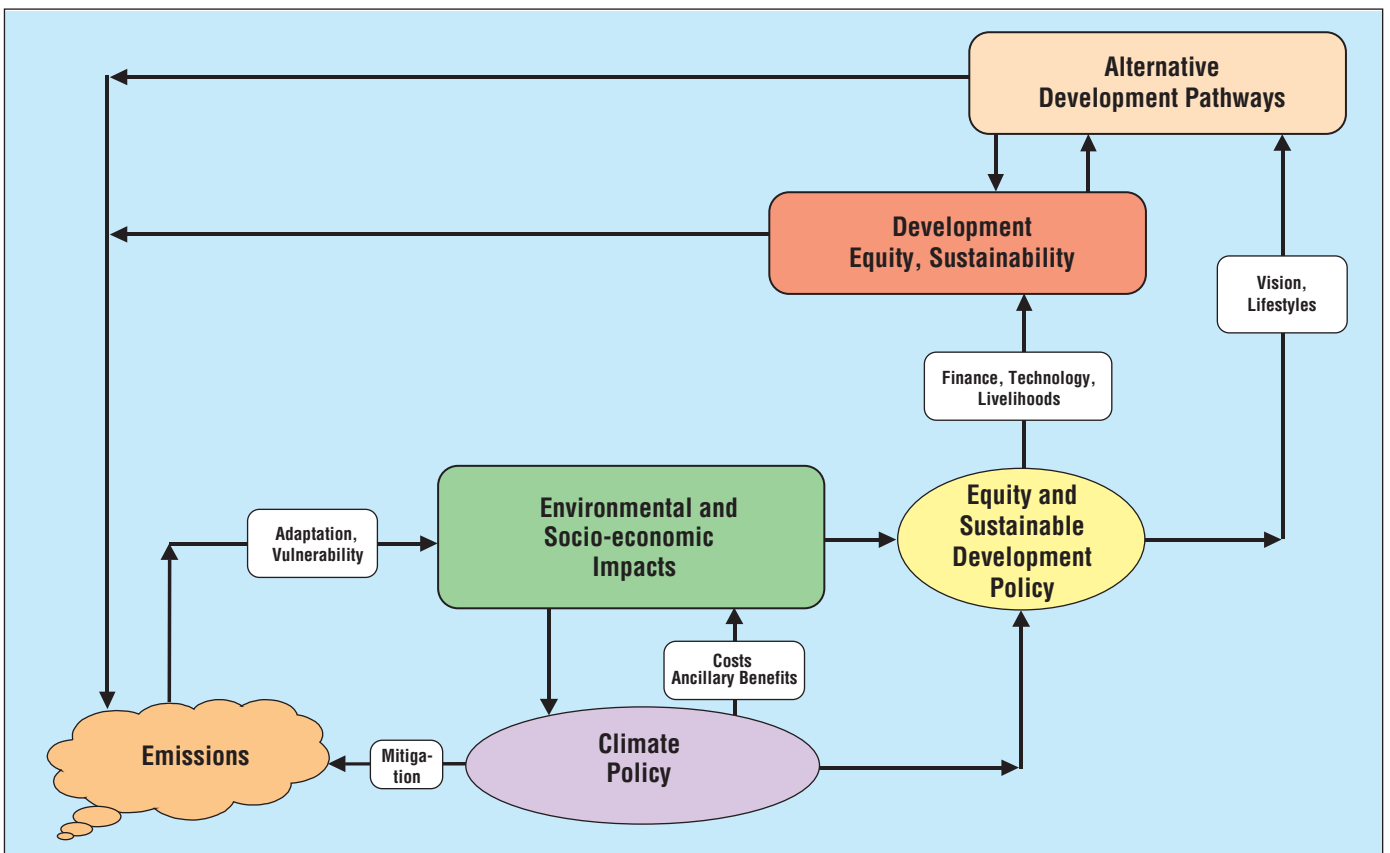 Alternative
Development Pathways
Development
Equity, Sustainability
Vision,
Lifestyles
Finance, Technology,
Livelihoods
Environmental and
Socio-economic
Impacts
Equity and
Sustainable
Development
Policy
Adaptation,
Vulnerability
Costs
Ancillary Benefits
Emissions
Mitiga-
tion
Climate
Policy